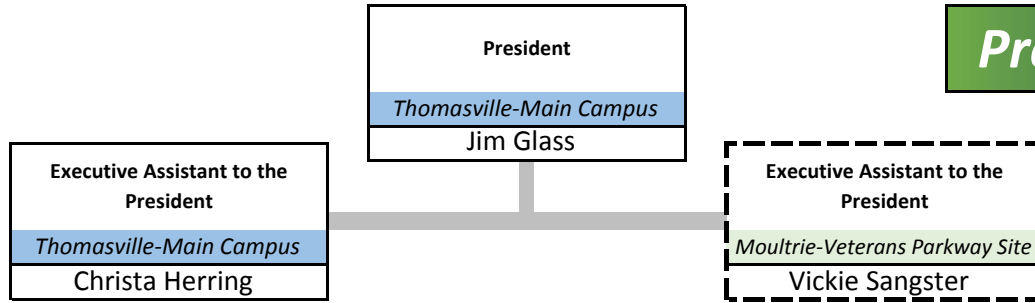 President
Thomasville-Main Campus
Jim Glass
Executive Assistant to the
President
Thomasville-Main Campus
Christa Herring
Executive Assistant to the
President
Moultrie-Veterans Parkway Site
Vickie Sangster